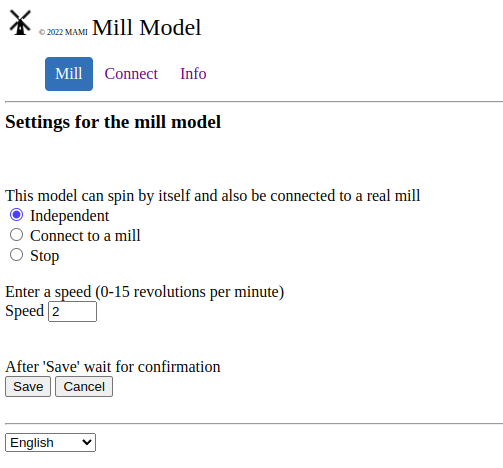 © 2022 MAMI Mill Model
Mill Connect Info
Settings for the mill model
This model can spin by itself and also be connected to a real mill
Independent
Connect to a mill
Stop
Enter a speed (0-15 revolutions per minute)
Speed 2
After 'Save' wait for confirmation
Save Cancel
English